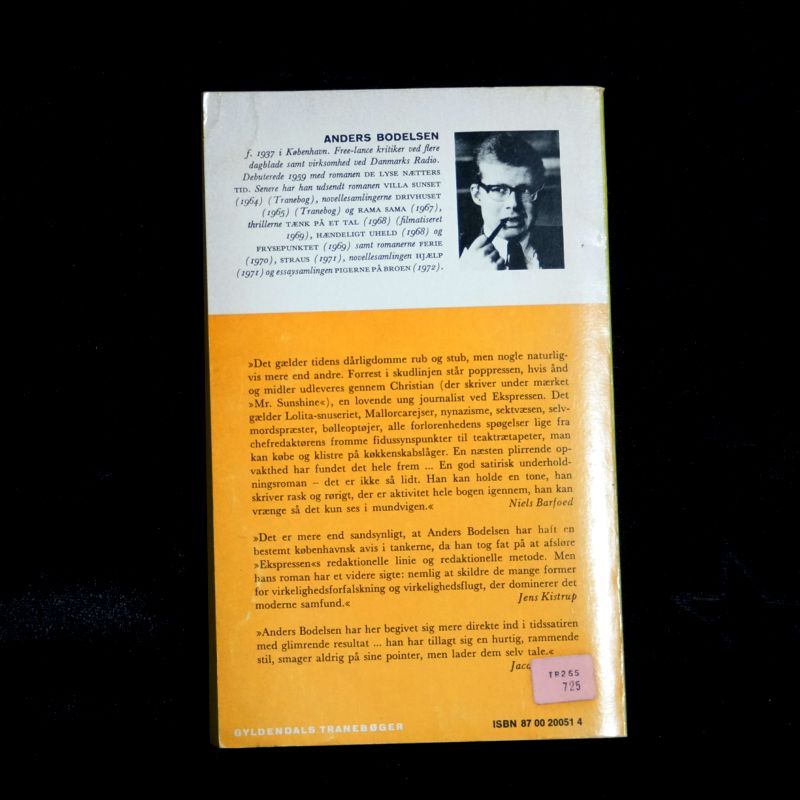 ANDERS BODELSEN
f. 1937 i København. Free-lance kritiker ved flere
dagblade samt virksomhed ved Danmarks Radio.
Debuterede 1959 med romanen DE LYSE NÆTTERS
TID. Senere har han udsendt romanen VILLA SUNSET
(1964) (Tranebog), novellesamlingerne DRIVHUSET
(1965) (Tranebog) og RAMA SAMA (1967),
thrillerne TÆNK PÅ ET TAL (1968) (filmatiseret
1969), HÆNDELIGT UHELD (1968) og
FRYSEPUNKTET (1969) samt romanerne FERIE
(1970), STRAUS (1971), novellesamlingen HJÆLP
(1971) og essaysamlingen PIGERNE PÅ BROEN (1972).
»Det gælder tidens dårligdomme rub og stub, men nogle naturlig-
vis mere end andre. Forrest i skudlinjen står poppressen, hvis ånd
og midler udleveres gennem Christian (der skriver under mærket
»Mr. Sunshine«), en lovende ung journalist ved Ekspressen. Det
gælder Lolita-snuseriet, Mallorcarejser, nynazisme, sektvæsen, selv-
mordspræster, bølleoptøjer, alle forlorenhedens spøgelser lige fra
chefredaktørens fromme fidussynspunkter til teaktrætapeter, man
kan købe og klistre på køkkenskabslåger. En næsten plirrende op-
vakthed har fundet det hele frem ... En god satirisk underhold-
ningsroman – det er ikke så lidt. Han kan holde en tone, han
skriver rask og rørigt, der er aktivitet hele bogen igennem, han kan
vrænge så det kun ses i mundvigen.« Niels Barfoed
»Det er mere end sandsynligt, at Anders Bodelsen har haft en
bestemt københavnsk avis i tankerne, da han tog fat på at afsløre
»Ekspressen«s redaktionelle linie og redaktionelle metode. Men
hans roman har et videre sigte: nemlig at skildre de mange former
for virkelighedsforfalskning og virkelighedsflugt, der dominerer det
moderne samfund.« Jens Kistrup
»Anders Bodelsen har her begivet sig mere direkte ind i tidssatiren
med glimrende resultat ... han har tillagt sig en hurtig, rammende
stil, smager aldrig på sine pointer, men lader dem selv tale.«
TR255
725
GYLDENDALS TRANEBØGER
ISBN 87 00 20051 4